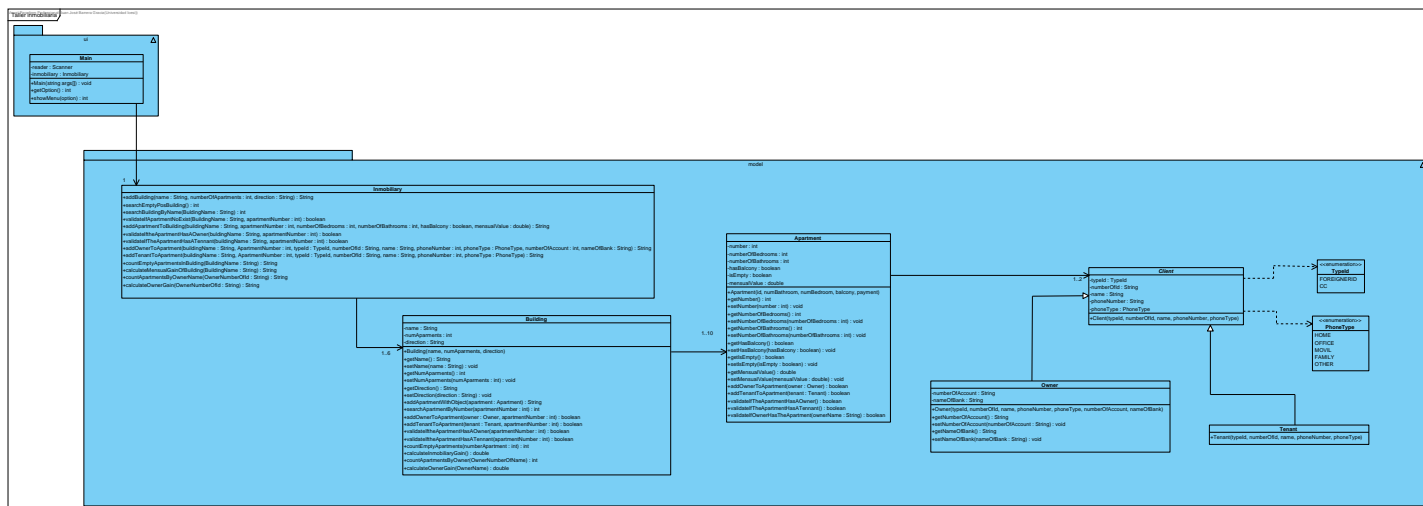 Taller Inmobiliaria
ui
Main
-reader : Scanner
-inmobiliary : Inmobiliary
+Main(string args[]) : void
+getOption() : int
+showMenu(option) : int
model
1
Inmobiliary
+addBuilding(name : String, numberOfApartments : int, direction : String) : String
+searchEmptyPosBuilding() : int
+searchBuildingByName(BuildingName : String) : int
+validateIfApartmentNoExist(BuildingName : String, apartmentNumber : int) : boolean
+addApartmentToBuilding(buildingName : String, apartmentNumber : int, numberOfBedrooms : int, numberOfBathrooms : int, hasBalcony : boolean, mensualValue : double) : String
+validateIfTheApartmentHasAOwner(buildingName : String, apartmentNumber : int) : boolean
+validateIfTheApartmentHasATennant(buildingName : String, apartmentNumber : int) : boolean
+addOwnerToApartment(buildingName : String, ApartmentNumber : int, typeId : TypeId, numberOfId : String, name : String, phoneNumber : int, phoneType : PhoneType, numberOfAccount : int, nameOfBank : String) : String
+addTenantToApartment(buildingName : String, ApartmentNumber : int, typeId : TypeId, numberOfId : String, name : String, phoneNumber : int, phoneType : PhoneType) : String
+countEmptyApartmentsInBuilding(BuildingName : String) : String
+calculateMensualGainOfBuilding(BuildingName : String) : String
+countApartmentsByOwnerName(OwnerNumberOfId : String) : String
+calculateOwnerGain(OwnerNumberOfId : String) : String
1..6
Building
-name : String
-numApartments : int
-direction : String
+Building(name, numApartments, direction)
+getName() : String
+setName(name : String) : void
+getNumApartments() : int
+setNumApartments(numApartments : int) : void
+getDirection() : String
+setDirection(direction : String) : void
+addApartmentWithObject(apartment : Apartment) : String
+searchApartmentByNumber(apartmentNumber : int) : int
+addOwnerToApartment(owner : Owner, apartmentNumber : int) : boolean
+addTenantToApartment(tenant : Tenant, apartmentNumber : int) : boolean
+validateIftheApartmentHasAOwner(apartmentNumber : int) : boolean
+validateIftheApartmentHasATennant(apartmentNumber : int) : boolean
+countEmptyApartments(numberApartment : int) : int
+calculateInmobiliaryGain() : double
+countApartmentsByOwner(OwnerNumberOfName) : int
+calculateOwnerGain(OwnerName) : double
1..10
Apartment
-number : int
-numberOfBedrooms : int
-numberOfBathrooms : int
-hasBalcony : boolean
-isEmpty : boolean
-mensualValue : double
+Apartment(id, numBathroom, numBedroom, balcony, payment)
+getNumber() : int
+setNumber(number : int) : void
+getNumberOfBedrooms() : int
+setNumberOfBedrooms(numberOfBedrooms : int) : void
+getNumberOfBathrooms() : int
+setNumberOfBathrooms(numberOfBathrooms : int) : void
+getHasBalcony() : boolean
+setHasBalcony(hasBalcony : boolean) : void
+getIsEmpty() : boolean
+setIsEmpty(isEmpty : boolean) : void
+getMensualValue() : double
+setMensualValue(mensualValue : double) : void
+addOwnerToApartment(owner : Owner) : boolean
+addTenantToApartment(tenant : Tenant) : boolean
+validateIfTheApartmentHasAOwner() : boolean
+validateIfTheApartmentHasATennant() : boolean
+validateIfOwnerHasTheApartment(ownerName : String) : boolean
1..2
Client
-typeId : TypeId
-numberOfId : String
-name : String
-phoneNumber : String
-phoneType : PhoneType
+Client(typeId, numberOfId, name, phoneNumber, phoneType)
<<enumeration>>
TypeId
FOREIGNERID
CC
<<enumeration>>
PhoneType
HOME
OFFICE
MOVIL
FAMILY
OTHER
Owner
-numberOfAccount : String
-nameOfBank : String
+Owner(typeId, numberOfId, name, phoneNumber, phoneType, numberOfAccount, nameOfBank)
+getNumberOfAccount() : String
+setNumberOfAccount(numberOfAccount : String) : void
+getNameOfBank() : String
+setNameOfBank(nameOfBank : String) : void
Tenant
+Tenant(typeId, numberOfId, name, phoneNumber, phoneType)